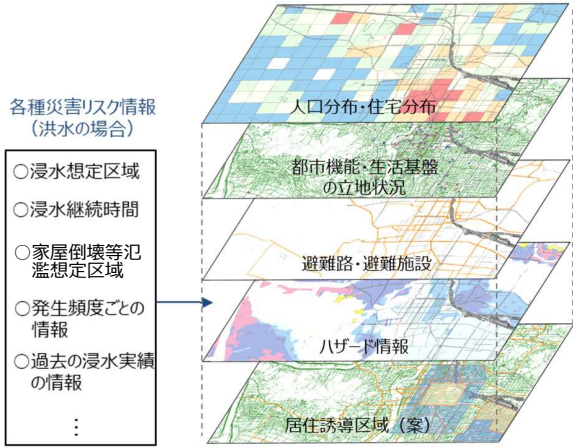 各種災害リスク情報
（洪水の場合）
○浸水想定区域
○浸水継続時間
○家屋倒壊等氾
濫想定区域
○発生頻度ごとの
情報
○過去の浸水実績
の情報
⋮
人口分布・住宅分布
都市機能・生活基盤
の立地状況
避難路・避難施設
ハザード情報
居住誘導区域（案）